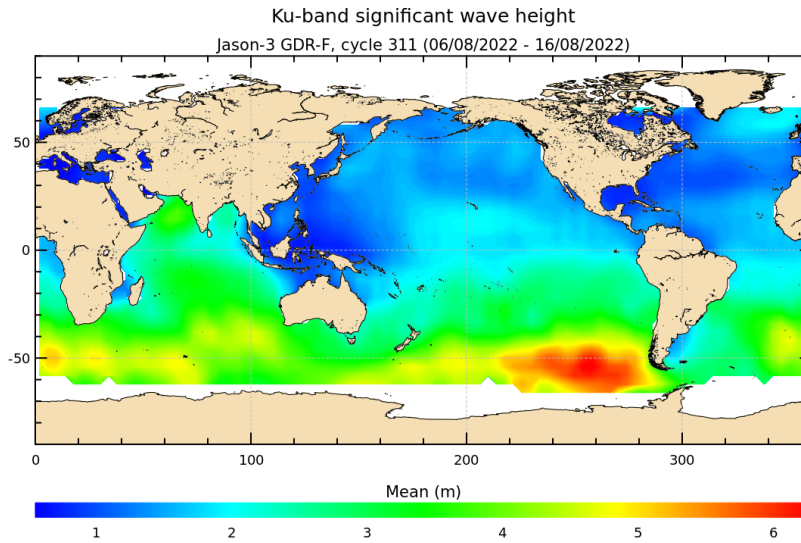 Ku-band significant wave height
Jason-3 GDR-F, cycle 311 (06/08/2022 - 16/08/2022)
50
0
-50
0 100 200 300
Mean (m)
1 2 3 4 5 6